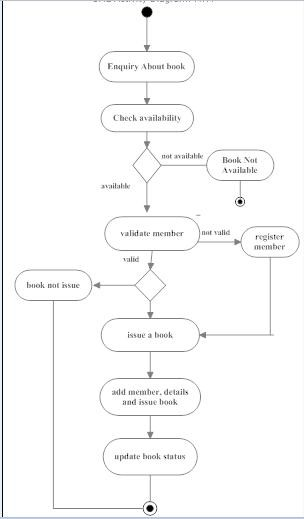 Enquiry About book
Check availability
not available
Book Not
Available
available
validate member
not valid
register
member
valid
book not issue
issue a book
add member, details
and issue book
update book status